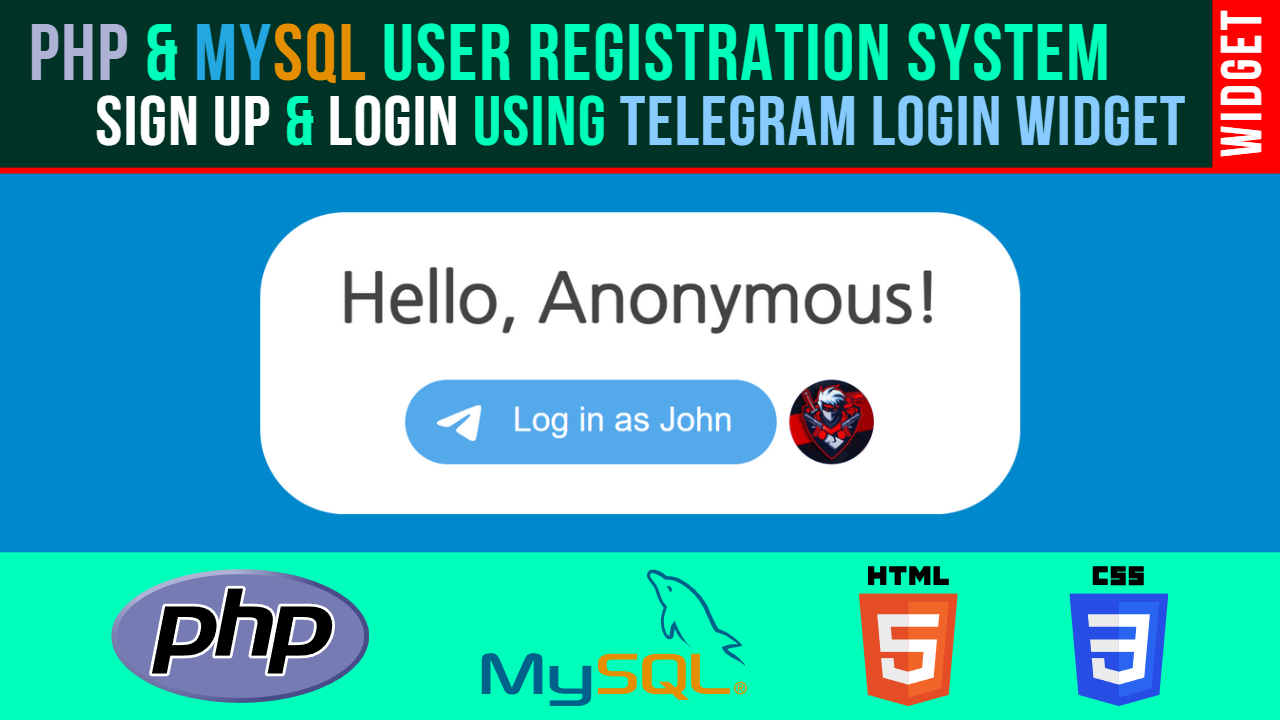 PHP & MYSQL USER REGISTRATION SYSTEM
SIGN UP & LOGIN USING TELEGRAM LOGIN WIDGET
WIDGET
Hello, Anonymous!
Log in as John
php
MySQL®
HTML
5
CSS
3